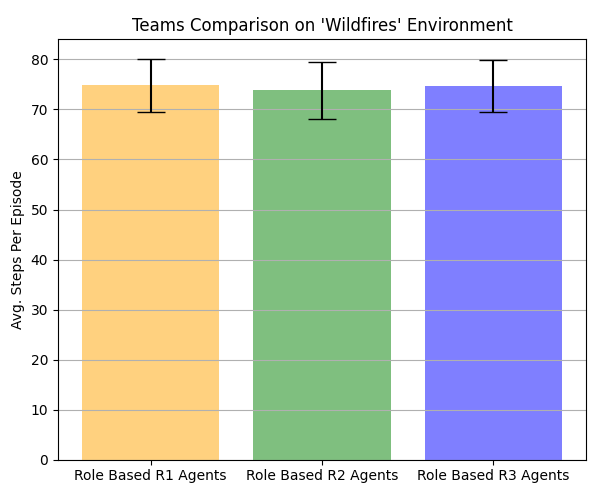 Teams Comparison on 'Wildfires' Environment
80
70
60
50
40
30
20
10
0
Avg. Steps Per Episode
Role Based R1 Agents
Role Based R2 Agents
Role Based R3 Agents